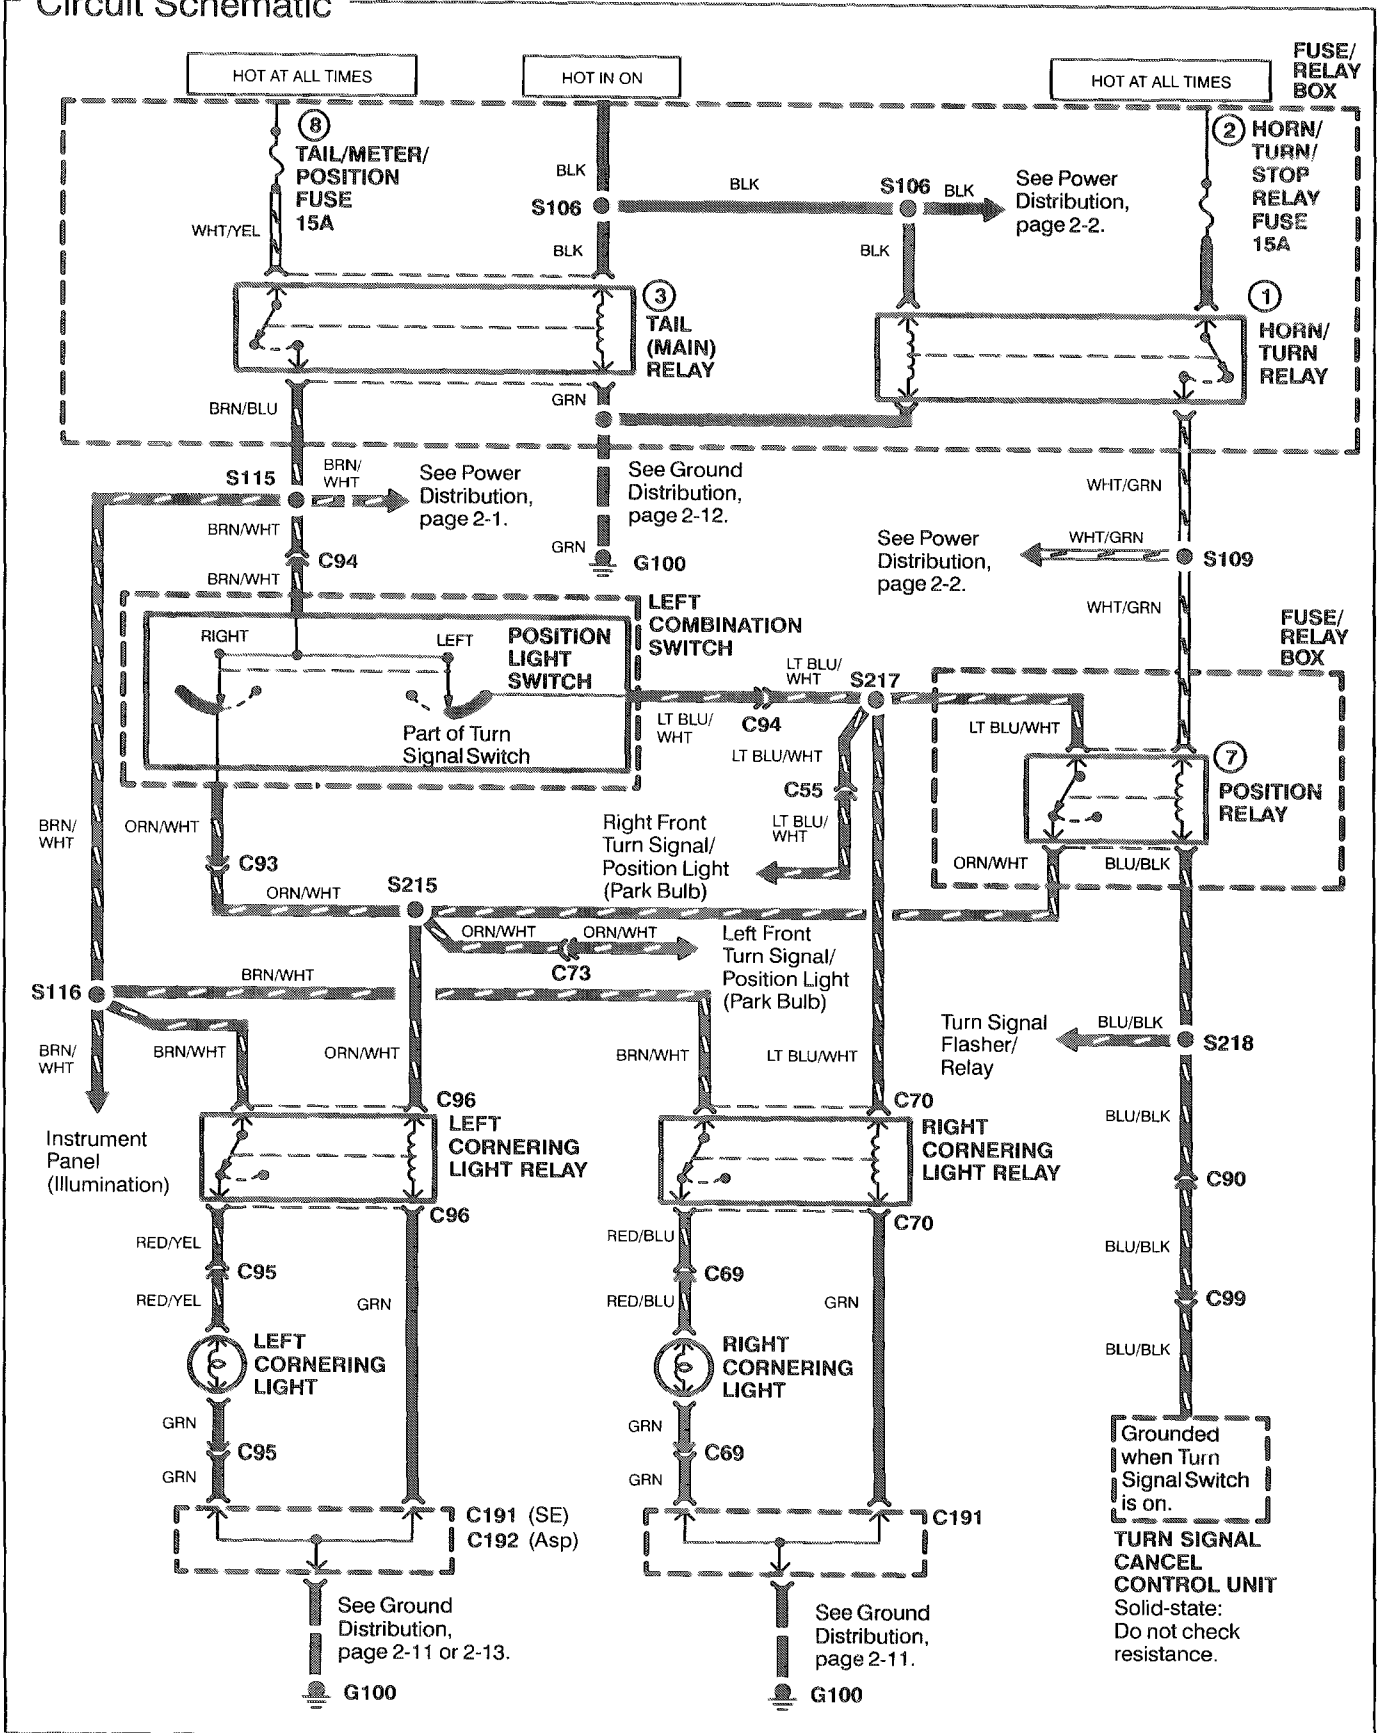 Circuit Schematic
HOT AT ALL TIMES
HOT IN ON
HOT AT ALL TIMES
FUSE/
RELAY
BOX
8
TAIL/METER/
POSITION
FUSE
15A
WHT/YEL
BLK
S106
BLK
BLK
S106
BLK
See Power
Distribution,
page 2-2.
BLK
2
HORN/
TURN/
STOP
RELAY
FUSE
15A
3
TAIL
(MAIN)
RELAY
1
HORN/
TURN
RELAY
BRN/BLU
GRN
S115
BRN/
WHT
See Power
Distribution,
page 2-1.
See Ground
Distribution,
page 2-12.
WHT/GRN
BRN/WHT
C94
BRN/WHT
GRN
G100
See Power
Distribution,
page 2-2.
WHT/GRN
S109
WHT/GRN
LEFT
COMBINATION
SWITCH
FUSE/
RELAY
BOX
RIGHT
LEFT
POSITION
LIGHT
SWITCH
Part of Turn
Signal Switch
LT BLU/
WHT
S217
LT BLU/
WHT
C94
LT BLU/WHT
LT BLU/WHT
7
POSITION
RELAY
C55
LT BLU/
WHT
BRN/
WHT
ORN/WHT
C93
Right Front
Turn Signal/
Position Light
(Park Bulb)
ORN/WHT
BLU/BLK
ORN/WHT
S215
ORN/WHT
ORN/WHT
C73
Left Front
Turn Signal/
Position Light
(Park Bulb)
S116
BRN/WHT
BRN/
WHT
BRN/WHT
ORN/WHT
BRN/WHT
LT BLU/WHT
Turn Signal
Flasher/
Relay
BLU/BLK
S218
C96
LEFT
CORNERING
LIGHT RELAY
C70
RIGHT
CORNERING
LIGHT RELAY
BLU/BLK
Instrument
Panel
(Illumination)
C90
C96
C70
RED/YEL
C95
RED/YEL
GRN
RED/BLU
C69
RED/BLU
GRN
BLU/BLK
C99
LEFT
CORNERING
LIGHT
RIGHT
CORNERING
LIGHT
BLU/BLK
GRN
C95
GRN
GRN
C69
GRN
Grounded
when Turn
Signal Switch
is on.
C191 (SE)
C192 (Asp)
C191
TURN SIGNAL
CANCEL
CONTROL UNIT
Solid-state:
Do not check
resistance.
See Ground
Distribution,
page 2-11 or 2-13.
G100
See Ground
Distribution,
page 2-11.
G100